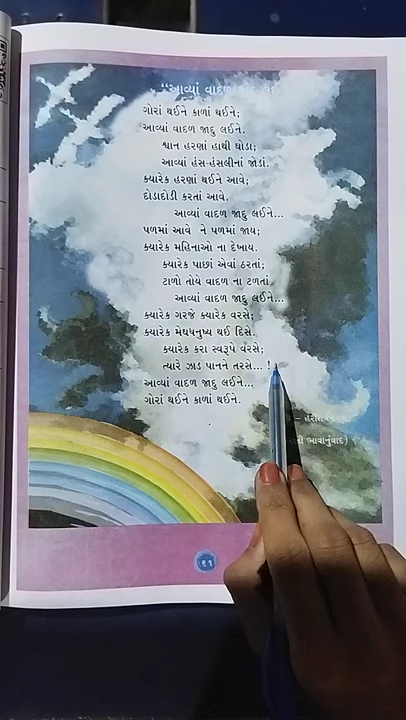 "આવ્યાં વાદળ જાદુ લઈ
ગોરાં થઈને કાળાં થઈને;
આવ્યાં વાદળ જાદુ લઈને.
શ્વાન હરણાં હાથી ઘોડા;
આવ્યાં હંસ-હંસલીનાં જોડાં.
ક્યારેક હરણાં થઈને આવે;
દોડાદોડી કરતાં આવે.
આવ્યાં વાદળ જાદુ લઈને...
પળમાં આવે ને પળમાં જાય;
ક્યારેક મહિનાઓ ના દેખાય.
ક્યારેક પાછાં એવાં ઠરતાં;
ટાળો તોયે વાદળ ના ટળતાં.
આવ્યાં વાદળ જાદુ લઈને...
ક્યારેક ગરજે ક્યારેક વરસે;
ક્યારેક મેઘધનુષ્ય થઈ દિસે.
ક્યારેક કરા સ્વરૂપે વરસે;
ત્યારે ઝાડ પાનને તરસે... !
આવ્યાં વાદળ જાદુ લઈને...
ગોરાં થઈને કાળાં થઈને.
ભાવાનુંવાદ)
૬૧